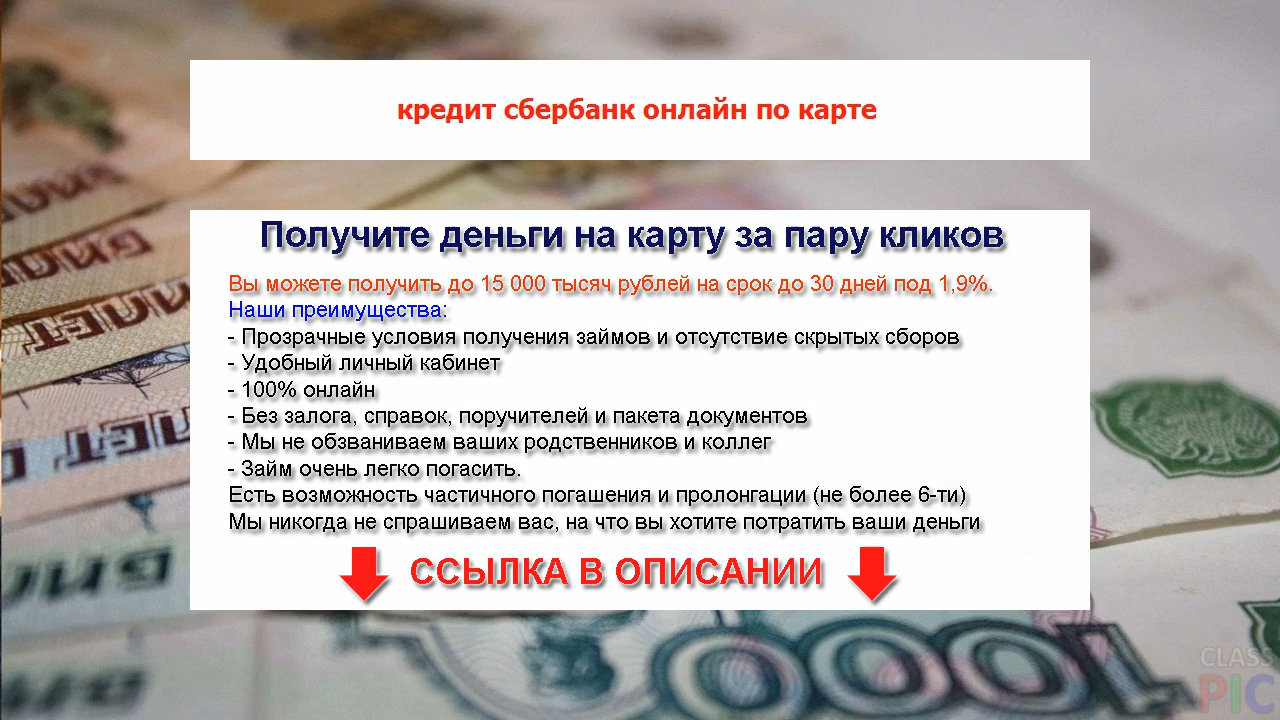 кредит сбербанк онлайн по карте
Получите деньги на карту за пару кликов
Вы можете получить до 15 000 тысяч рублей на срок до 30 дней под 1,9%.
Наши преимущества:
- Прозрачные условия получения займов и отсутствие скрытых сборов
- Удобный личный кабинет
- 100% онлайн
- Без залога, справок, поручителей и пакета документов
- Мы не обзваниваем ваших родственников и коллег
- Займ очень легко погасить.
Есть возможность частичного погашения и пролонгации (не более 6-ти)
Мы никогда не спрашиваем вас, на что вы хотите потратить ваши деньги
ССЫЛКА В ОПИСАНИИ
1000
CLASS
PIC